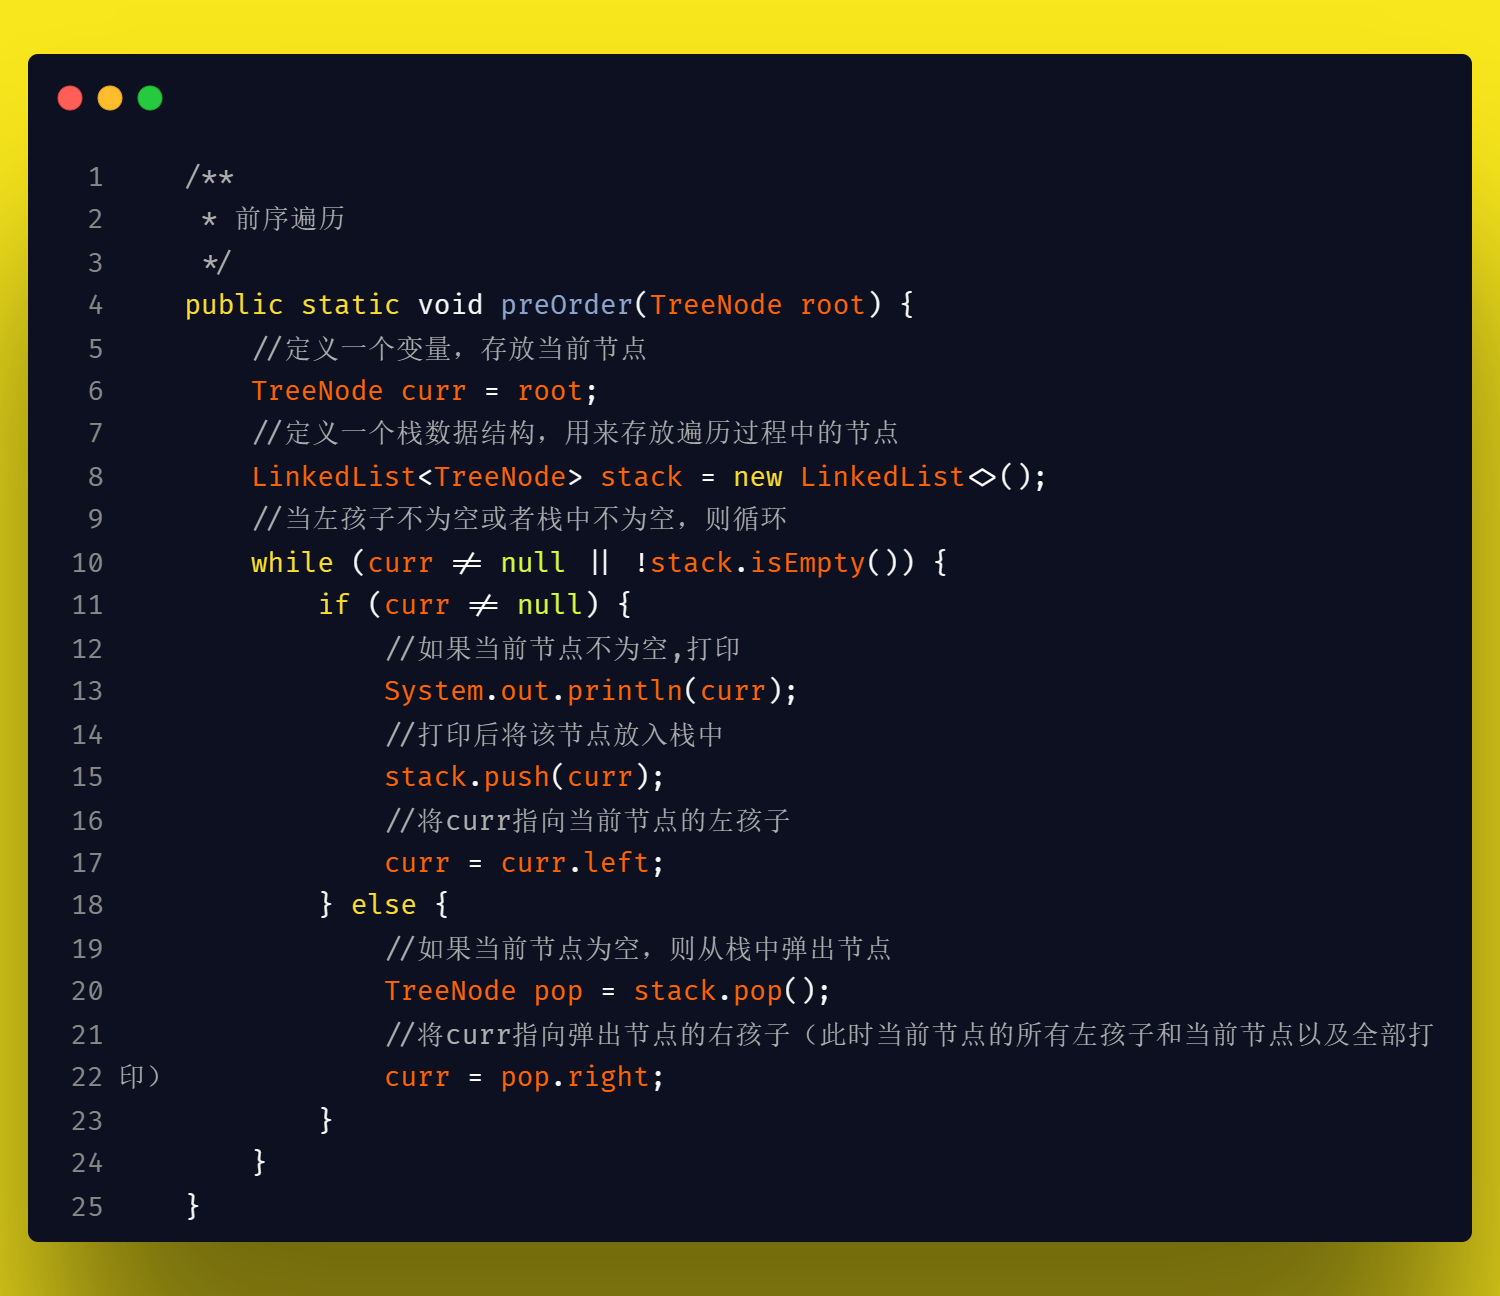 1 /**
2 * 前序遍历
3 */
4 public static void preOrder(TreeNode root) {
5 //定义一个变量，存放当前节点
6 TreeNode curr = root;
7 //定义一个栈数据结构，用来存放遍历过程中的节点
8 LinkedList<TreeNode> stack = new LinkedList<>();
9 //当左孩子不为空或者栈中不为空，则循环
10 while (curr != null || !stack.isEmpty()) {
11 if (curr != null) {
12 //如果当前节点不为空,打印
13 System.out.println(curr);
14 //打印后将该节点放入栈中
15 stack.push(curr);
16 //将curr指向当前节点的左孩子
17 curr = curr.left;
18 } else {
19 //如果当前节点为空，则从栈中弹出节点
20 TreeNode pop = stack.pop();
21 //将curr指向弹出节点的右孩子（此时当前节点的所有左孩子和当前节点以及全部打
22 印） curr = pop.right;
23 }
24 }
25 }